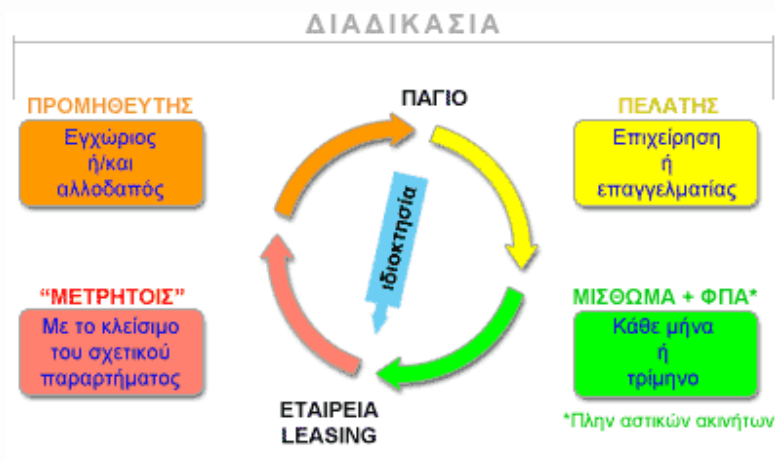 ΔΙΑΔΙΚΑΣΙΑ
ΠΑΓΙΟ
ΠΡΟΜΗΘΕΥΤΗΣ
Εγχώριος
ή/και
αλλοδαπός
ΠΕΛΑΤΗΣ
Επιχείρηση
ή
επαγγελματίας
ιδιοκτησία
“ΜΕΤΡΗΤΟΙΣ”
Με το κλείσιμο
του σχετικού
παραρτήματος
ΜΙΣΘΩΜΑ + ΦΠΑ*
Κάθε μήνα
ή
τρίμηνο
ΕΤΑΙΡΕΙΑ
LEASING
*Πλην αστικών ακινήτων